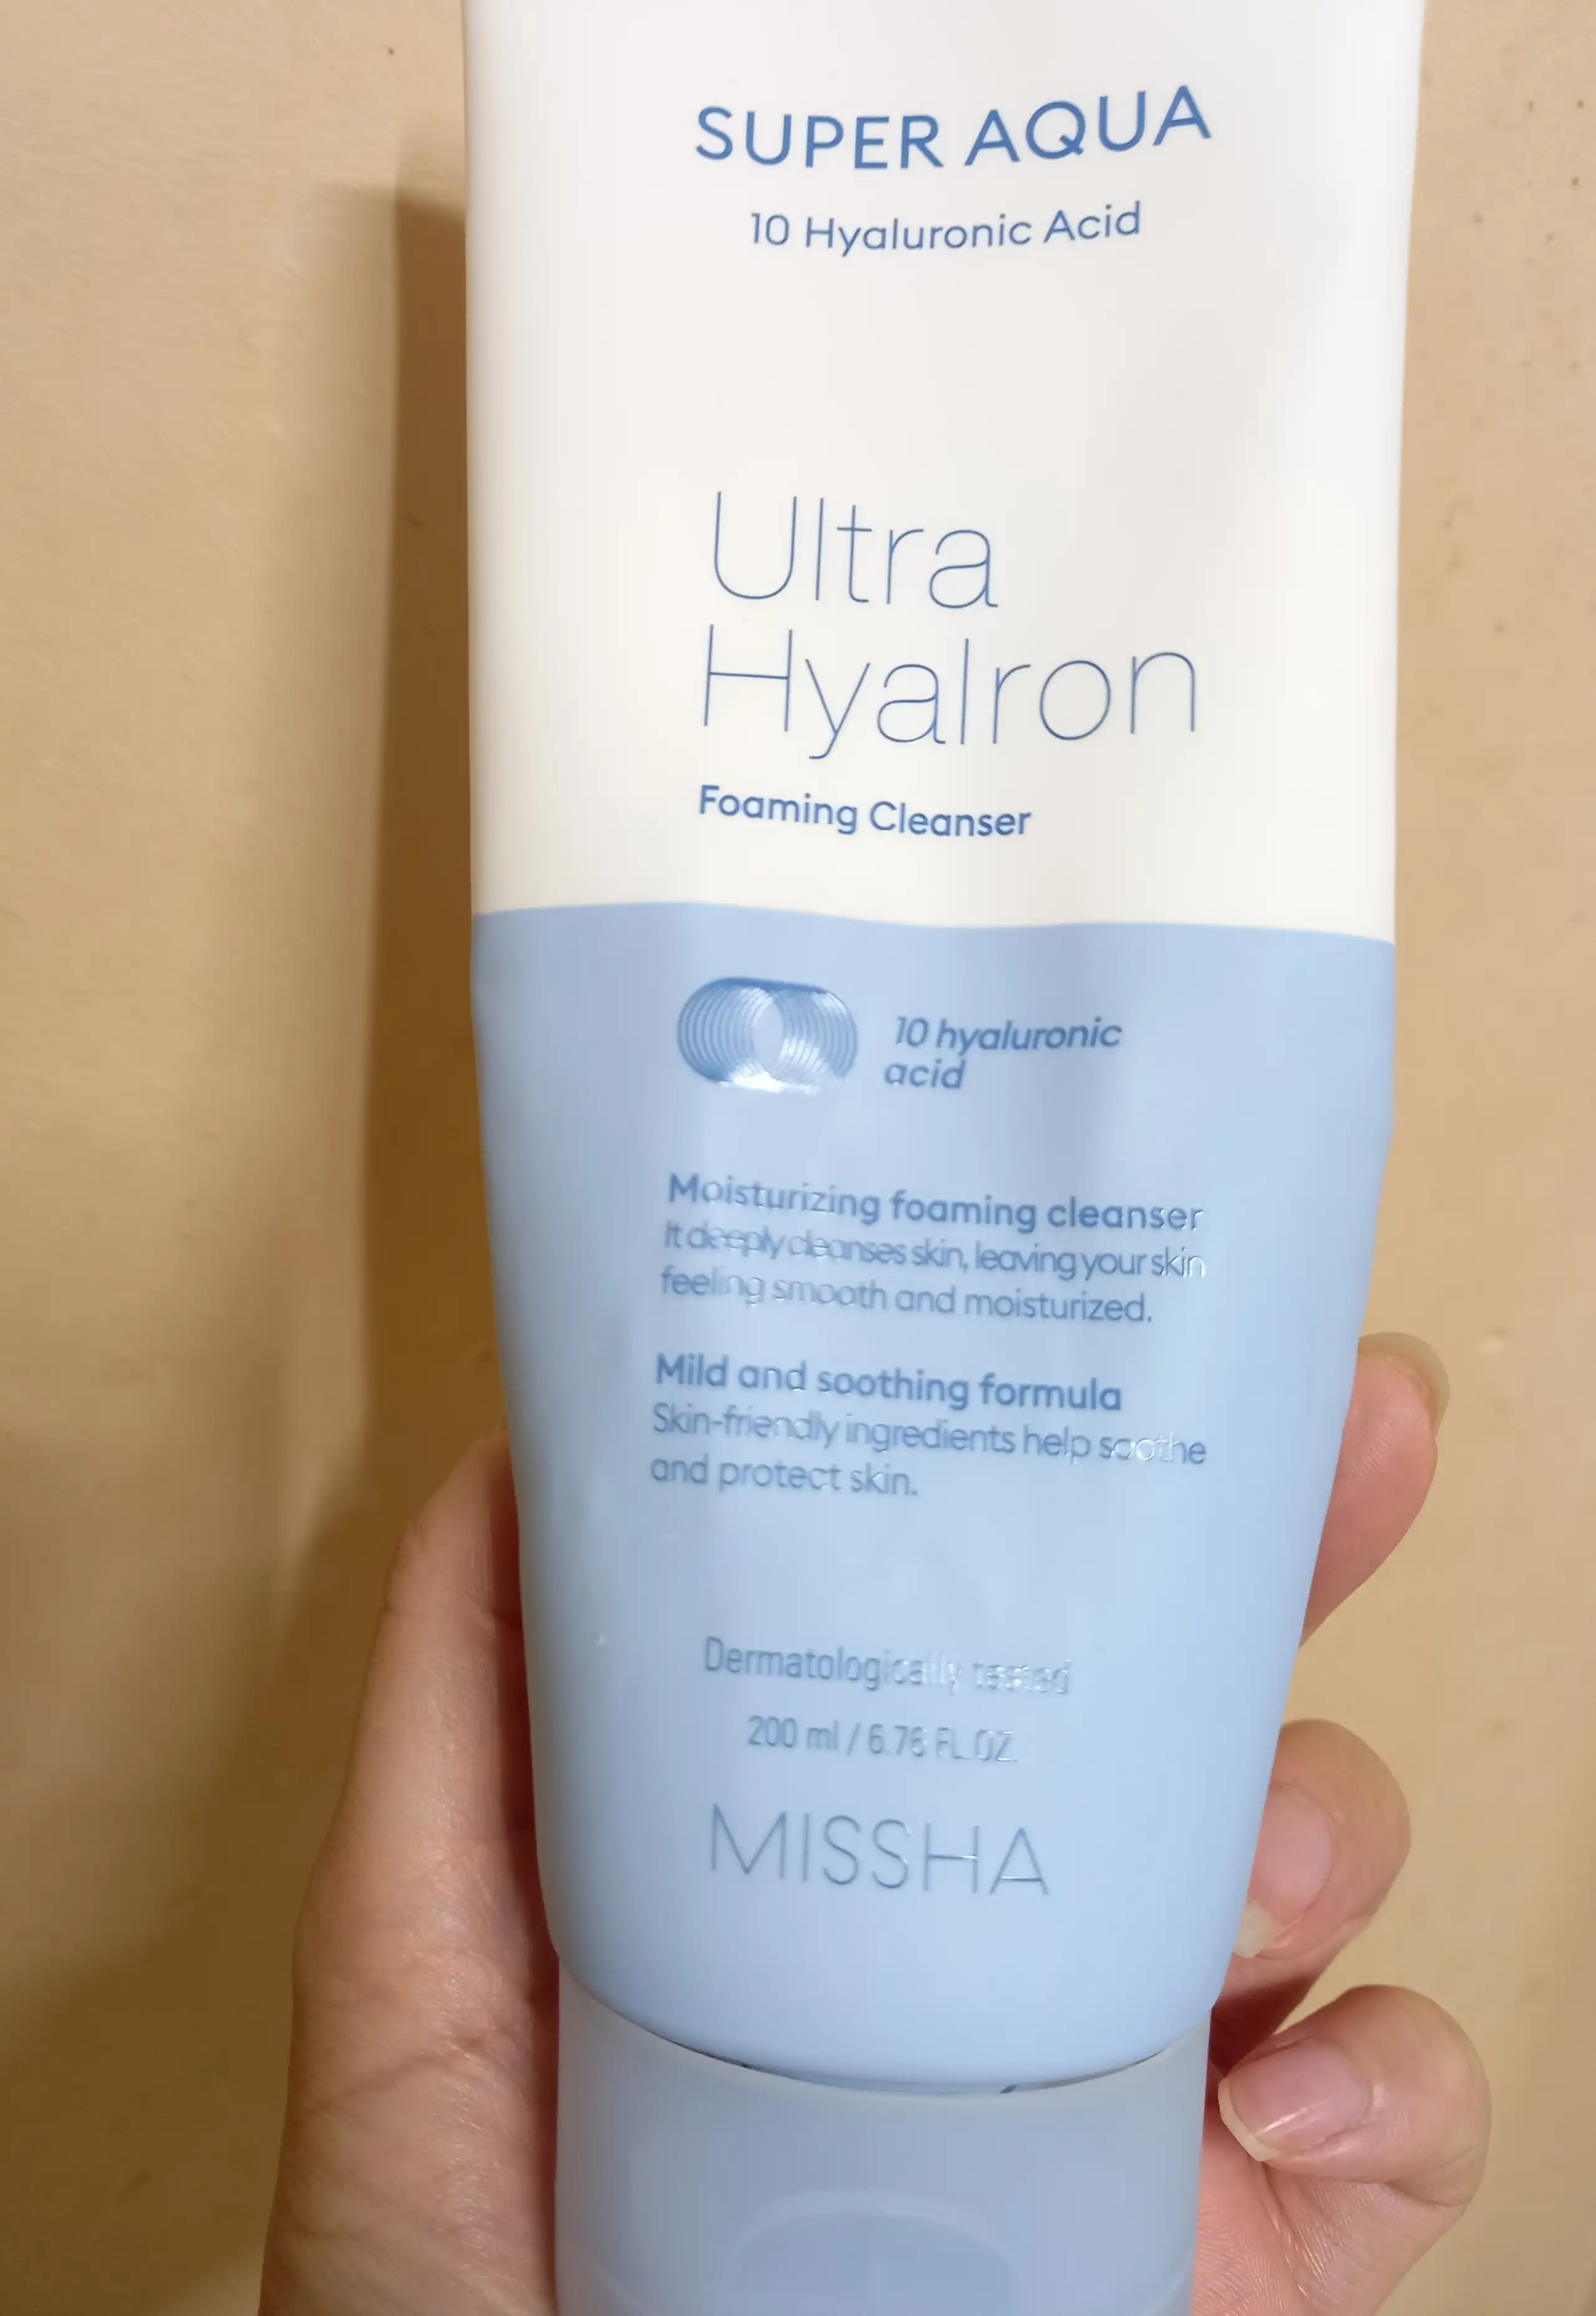 SUPER AQUA
10 Hyaluronic Acid
Ultra
Hyalron
Foaming Cleanser
10 hyaluronic
acid
Moisturizing foaming cleanser
It deeply cleanses skin, leaving your skin
feeling smooth and moisturized.
Mild and soothing formula
Skin-friendly ingredients help soothe
and protect skin.
Dermatologically tested
200 ml / 6.76 FL.OZ.
MISSHA